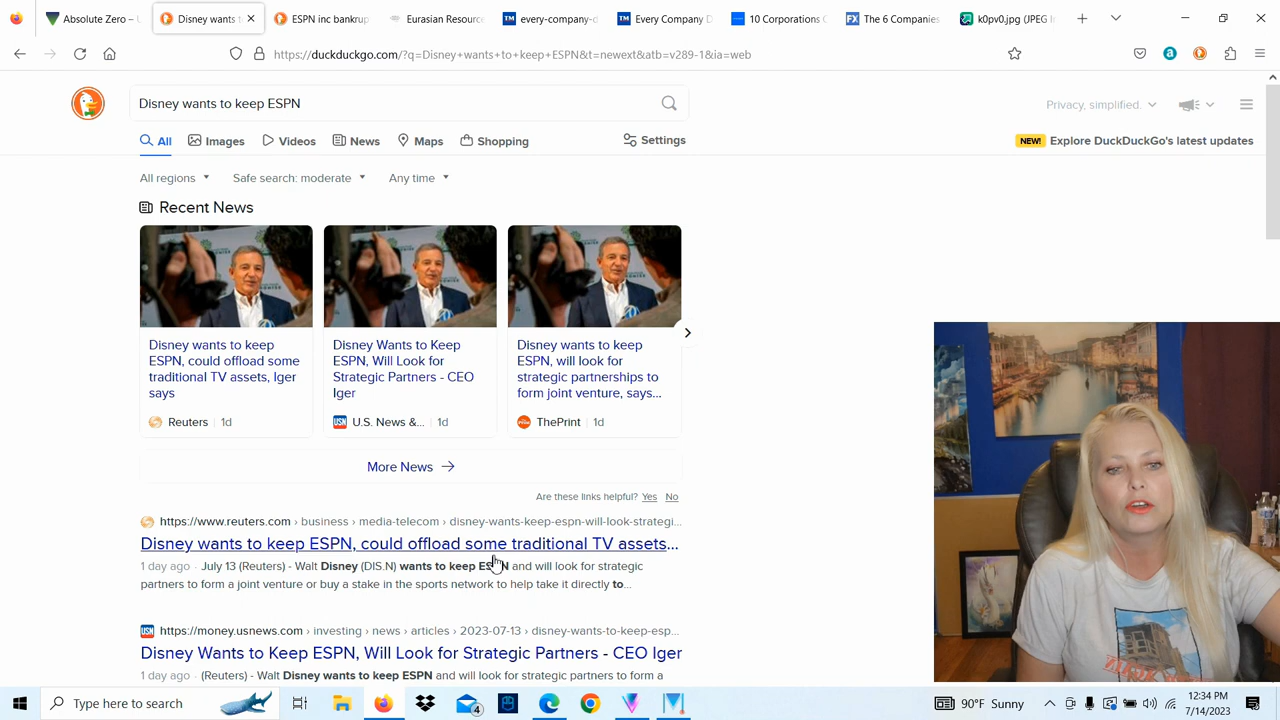 Absolute Zero –
Disney wants t
ESPN inc bankrup
Eurasian Resourc
every-company-o
Every Company D
10 Corporations C
The 6 Companies
k0pv0.jpg (JPEG I
https://duckduckgo.com/?q=Disney+wants+to+keep+ESPN&t=newext&atb=v289-1&ia=web
Disney wants to keep ESPN
Privacy, simplified.
All Images Videos News Maps Shopping Settings
NEW! Explore DuckDuckGo's latest updates
All regions Safe search: moderate Any time
Recent News
Disney wants to keep
ESPN, could offload some
traditional TV assets, Iger
says
Reuters 1d
Disney Wants to Keep
ESPN, Will Look for
Strategic Partners - CEO
Iger
U.S. News &... 1d
Disney wants to keep
ESPN, will look for
strategic partnerships to
form joint venture, says...
ThePrint 1d
More News
Are these links helpful? Yes No
https://www.reuters.com › business › media-telecom › disney-wants-keep-espn-will-look-strategi...
Disney wants to keep ESPN, could offload some traditional TV assets...
1 day ago July 13 (Reuters) - Walt Disney (DIS.N) wants to keep ESPN and will look for strategic
partners to form a joint venture or buy a stake in the sports network to help take it directly to...
https://money.usnews.com › investing › news › articles › 2023-07-13 › disney-wants-to-keep-esp...
Disney Wants to Keep ESPN, Will Look for Strategic Partners - CEO Iger
1 day ago (Reuters) - Walt Disney wants to keep ESPN and will look for strategic partners to form a
Type here to search
4
90°F Sunny
12:34 PM
7/14/2023